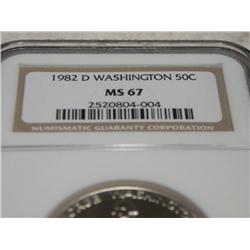 1982 D WASHINGTON 50C
MS 67
2520804-004
NUMISMATIC GUARANTY CORPORATION